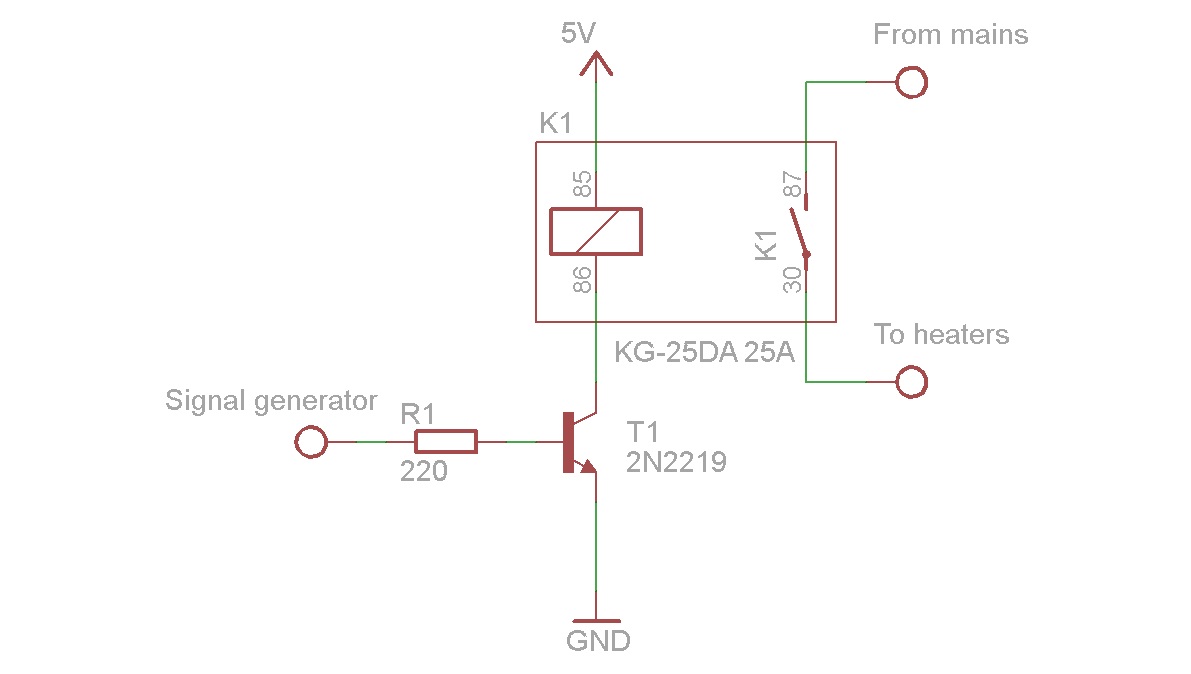 5V
From mains
K1
85
87
K1
86
30
To heaters
KG-25DA 25A
Signal generator
R1
220
T1
2N2219
GND